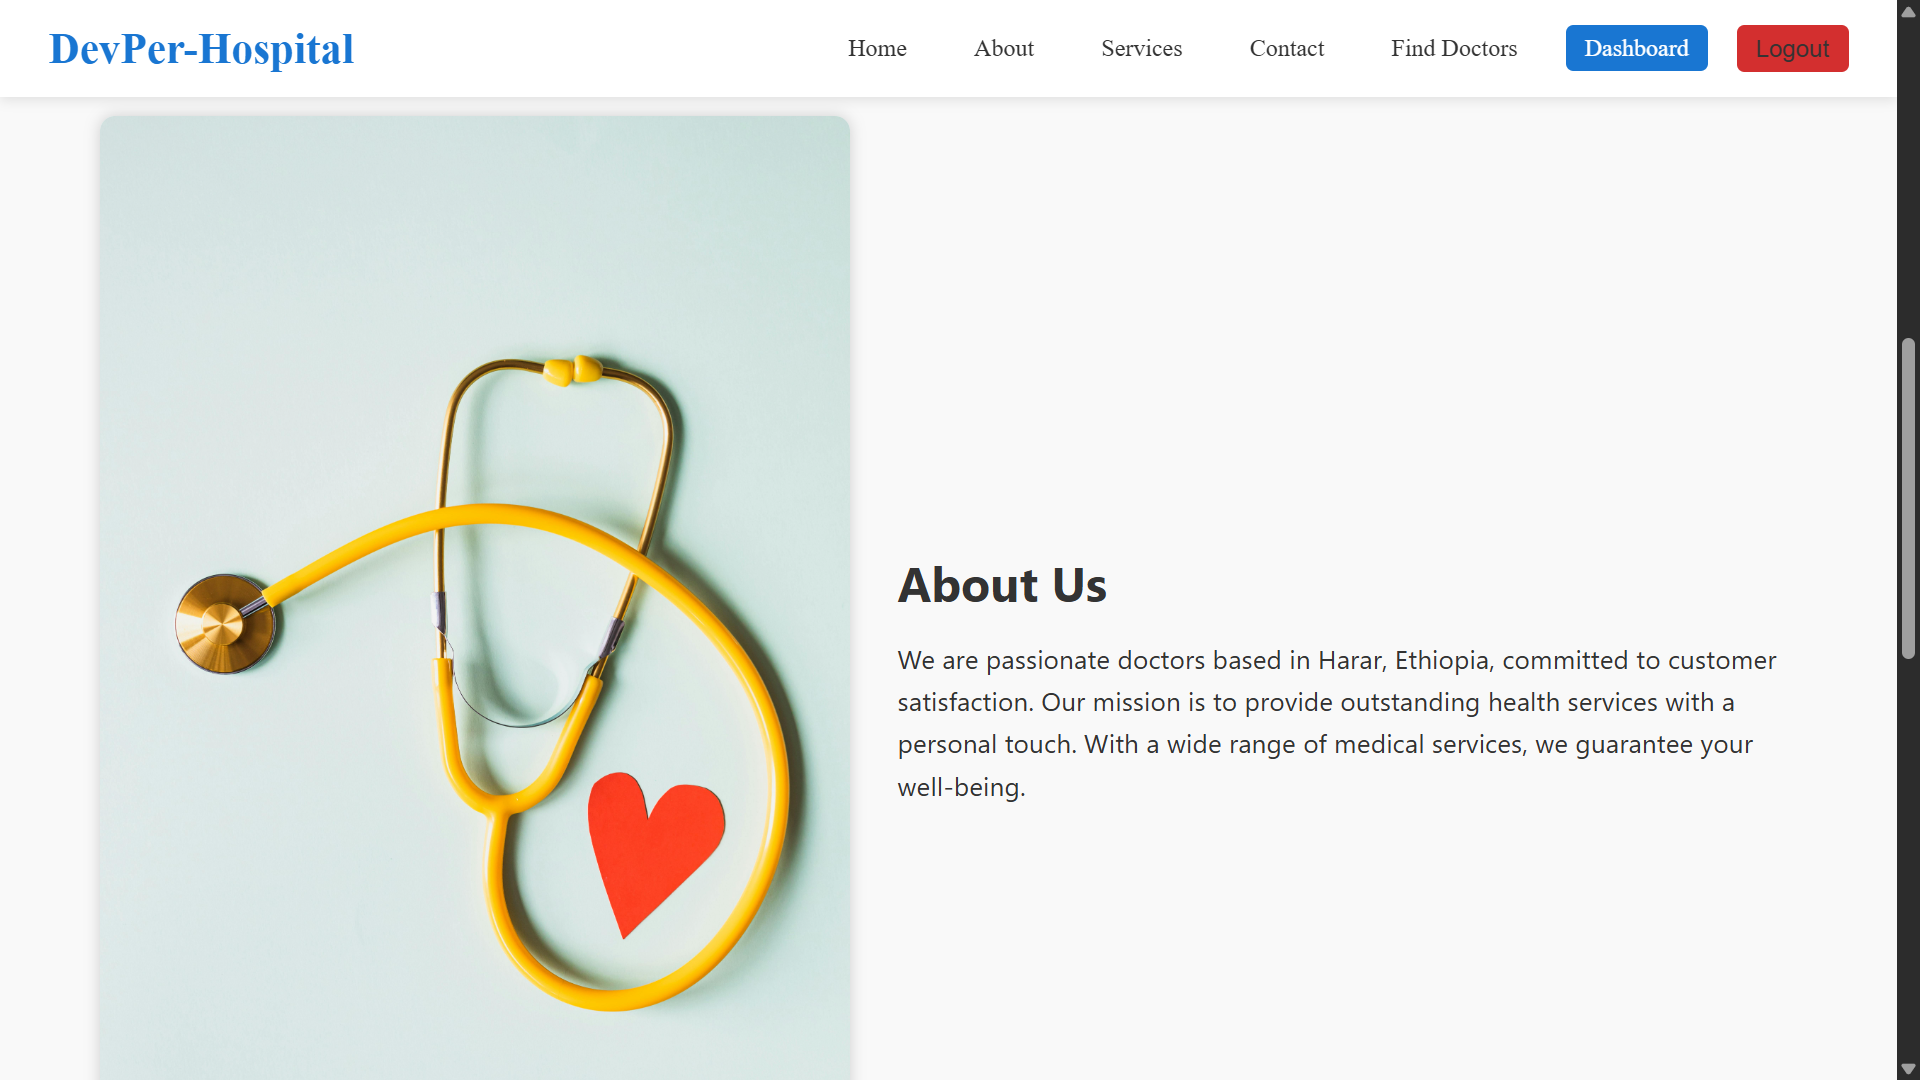 DevPer-Hospital
Home About Services Contact Find Doctors Dashboard Logout
About Us
We are passionate doctors based in Harar, Ethiopia, committed to customer
satisfaction. Our mission is to provide outstanding health services with a
personal touch. With a wide range of medical services, we guarantee your
well-being.